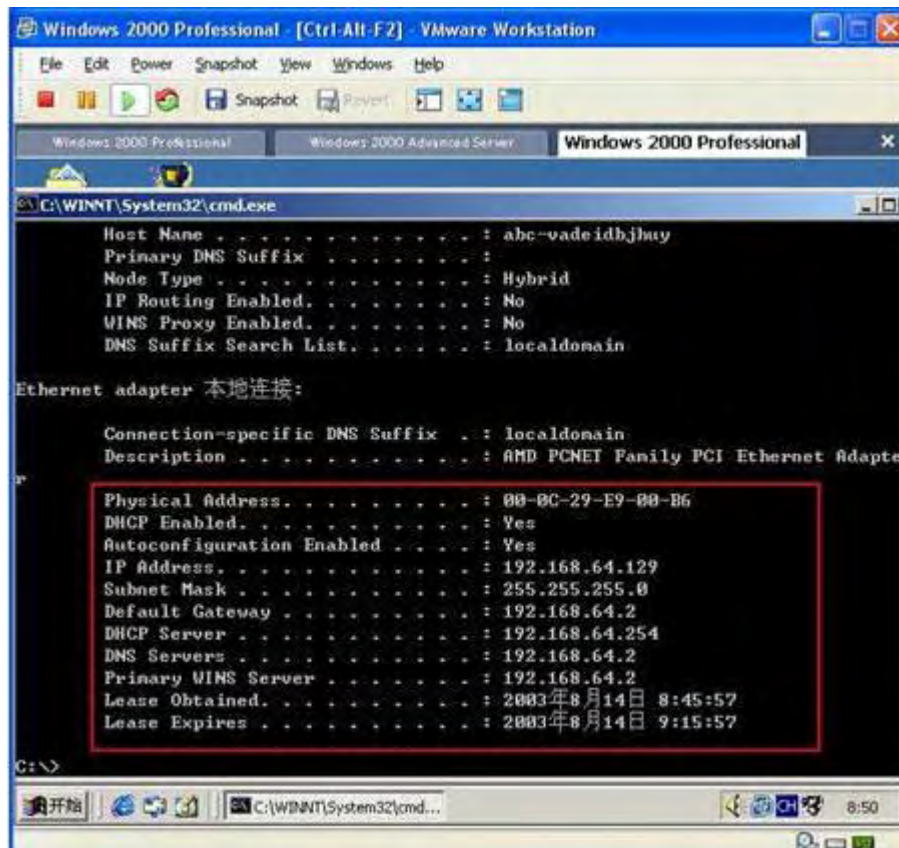 Windows 2000 Professional - [Ctrl-Alt-F2] - VMware Workstation
File Edit Power Snapshot View Windows Help
Snapshot Revert
Windows 2000 Professional Windows 2000 Advanced Server Windows 2000 Professional
C:\WINNT\System32\cmd.exe
Host Name . . . . . . . . . . . . : abc-vadeidbjhuy
Primary DNS Suffix . . . . . . . :
Node Type . . . . . . . . . . . . : Hybrid
IP Routing Enabled. . . . . . . . : No
WINS Proxy Enabled. . . . . . . . : No
DNS Suffix Search List. . . . . . : localdomain
Ethernet adapter 本地连接:
Connection-specific DNS Suffix . : localdomain
Description . . . . . . . . . . . : AMD PCNET Family PCI Ethernet Adapte
r
Physical Address. . . . . . . . . : 00-0C-29-E9-00-B6
DHCP Enabled. . . . . . . . . . . : Yes
Autoconfiguration Enabled . . . . : Yes
IP Address. . . . . . . . . . . . : 192.168.64.129
Subnet Mask . . . . . . . . . . . : 255.255.255.0
Default Gateway . . . . . . . . . : 192.168.64.2
DHCP Server . . . . . . . . . . . : 192.168.64.254
DNS Servers . . . . . . . . . . . : 192.168.64.2
Primary WINS Server . . . . . . . : 192.168.64.2
Lease Obtained. . . . . . . . . . : 2003年8月14日 8:45:57
Lease Expires . . . . . . . . . . : 2003年8月14日 9:15:57
C:\>
开始 C:\WINNT\System32\cmd... CH 8:50